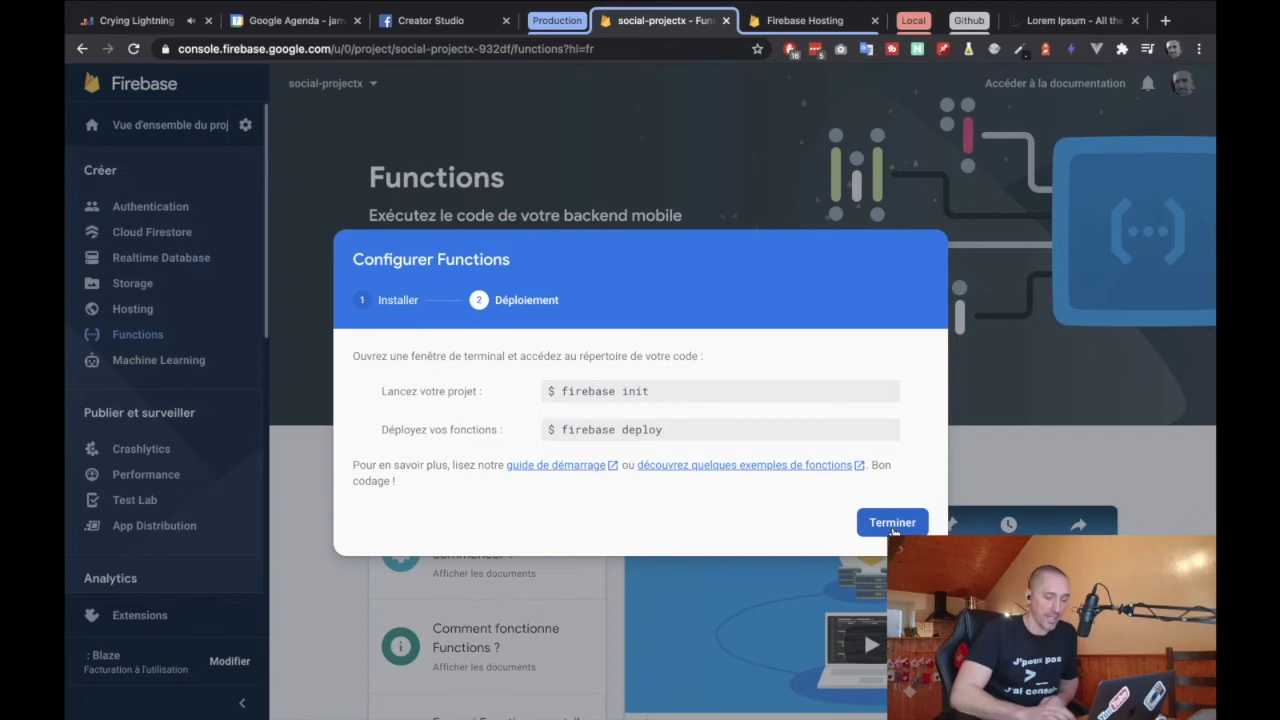 Crying Lightning
Google Agenda - janv
Creator Studio
Production
social-projectx - Fun
Firebase Hosting
Local
Github
Lorem Ipsum - All the
console.firebase.google.com/u/0/project/social-projectx-932df/functions?hl=fr
16
5
Firebase
social-projectx
Accéder à la documentation
Vue d'ensemble du proj
Créer
Authentication
Cloud Firestore
Realtime Database
Storage
Hosting
Functions
Machine Learning
Publier et surveiller
Crashlytics
Performance
Test Lab
App Distribution
Analytics
Extensions
: Blaze
Facturation à l'utilisation
Modifier
Functions
Exécutez le code de votre backend mobile
Configurer Functions
1 Installer
2 Déploiement
Ouvrez une fenêtre de terminal et accédez au répertoire de votre code :
Lancez votre projet :
$ firebase init
Déployez vos fonctions :
$ firebase deploy
Pour en savoir plus, lisez notre guide de démarrage ou découvrez quelques exemples de fonctions. Bon
codage !
Terminer
Afficher les documents
Comment fonctionne
Functions ?
Afficher les documents
J'peux pas
>_
j'ai console
YouTube